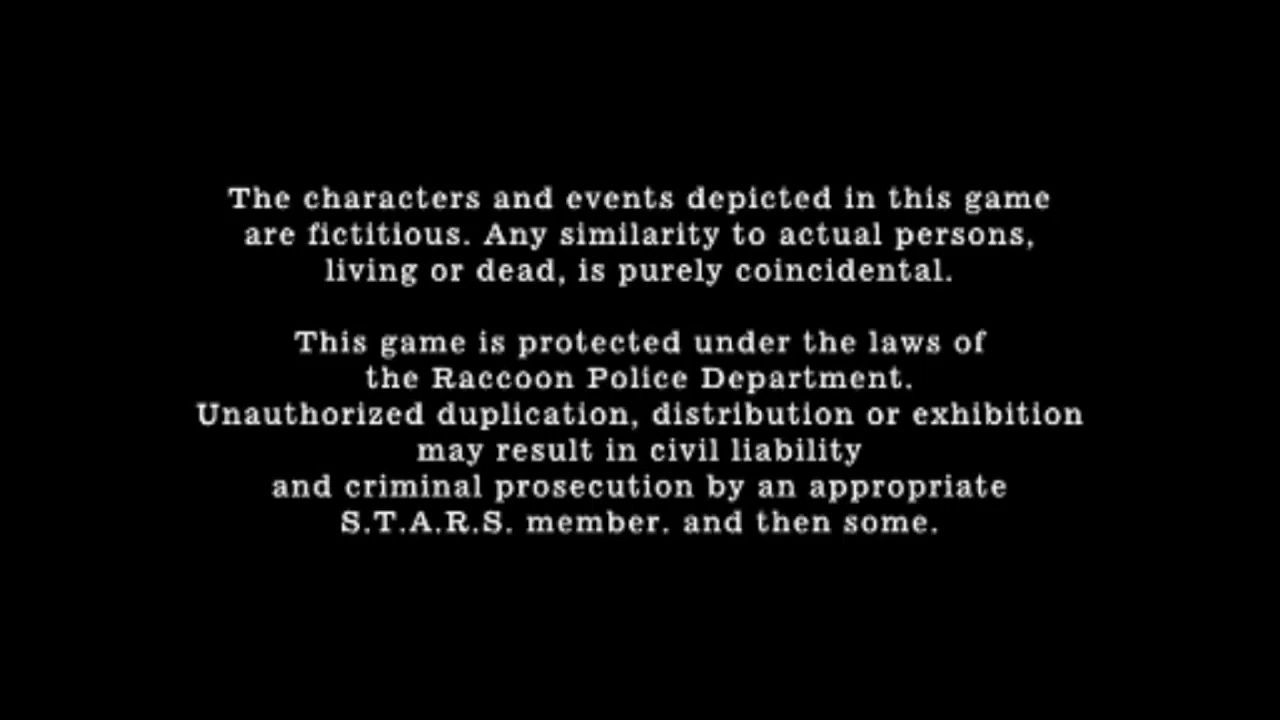 The characters and events depicted in this game
are fictitious. Any similarity to actual persons,
living or dead, is purely coincidental.
This game is protected under the laws of
the Raccoon Police Department.
Unauthorized duplication, distribution or exhibition
may result in civil liability
and criminal prosecution by an appropriate
S.T.A.R.S. member. and then some.